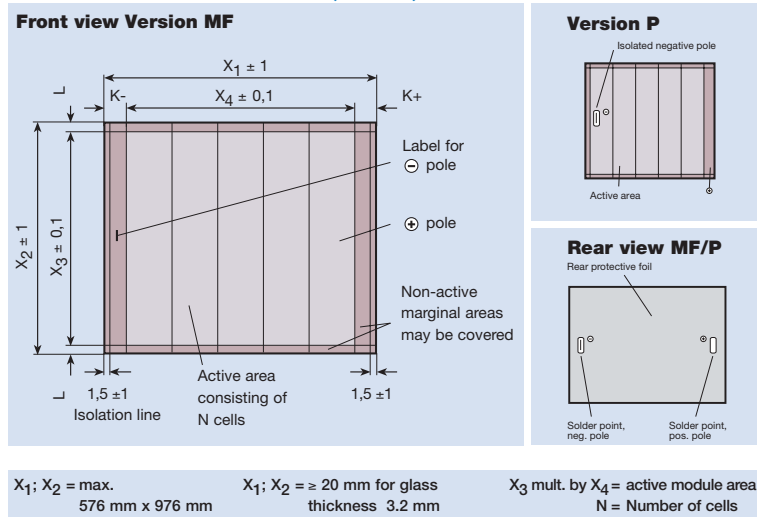 Front view Version MF
X1 ± 1
L
K-
X4 ± 0,1
K+
Label for
⊖ pole
⊕ pole
X2 ± 1
X3 ± 0,1
Non-active
marginal areas
may be covered
L
1,5 ±1
Isolation line
Active area
consisting of
N cells
1,5 ±1
Version P
Isolated negative pole
⊖
Active area
⊕
Rear view MF/P
Rear protective foil
⊖
⊕
Solder point,
neg. pole
Solder point,
pos. pole
X1; X2 = max.
576 mm x 976 mm
X1; X2 = ≥ 20 mm for glass
thickness 3.2 mm
X3 mult. by X4 = active module area
N = Number of cells